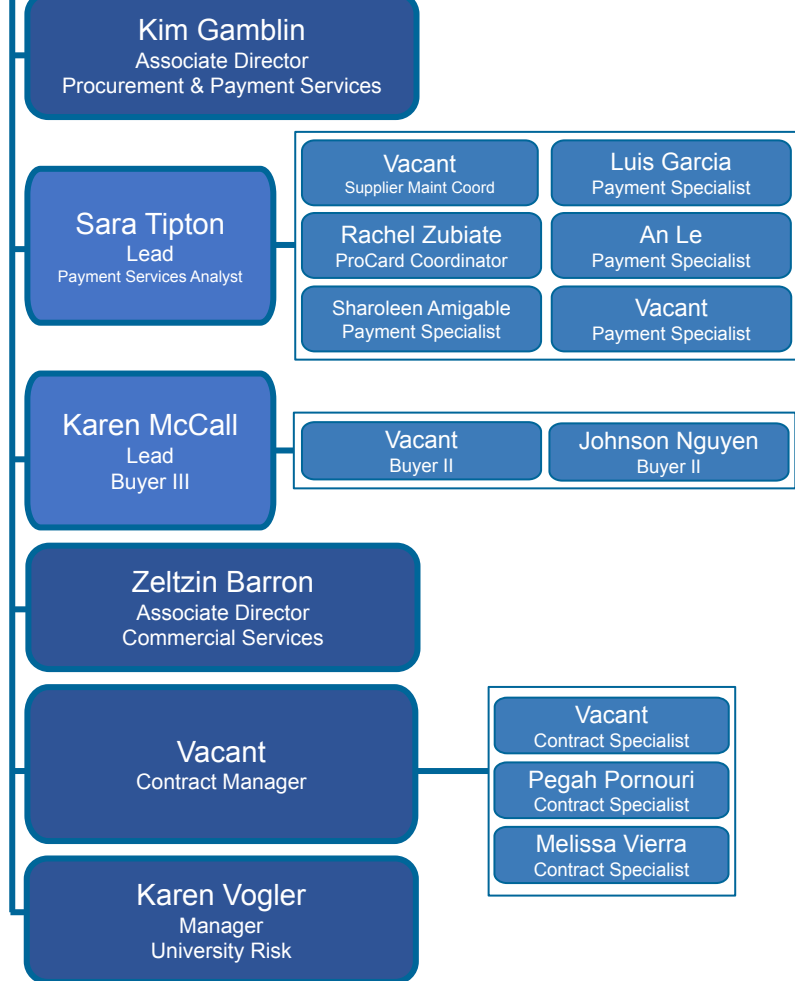 Kim Gamblin
Associate Director
Procurement & Payment Services
Sara Tipton
Lead
Payment Services Analyst
Vacant
Supplier Maint Coord
Luis Garcia
Payment Specialist
Rachel Zubiate
ProCard Coordinator
An Le
Payment Specialist
Sharoleen Amigable
Payment Specialist
Vacant
Payment Specialist
Karen McCall
Lead
Buyer III
Vacant
Buyer II
Johnson Nguyen
Buyer II
Zeltzin Barron
Associate Director
Commercial Services
Vacant
Contract Manager
Vacant
Contract Specialist
Pegah Pornouri
Contract Specialist
Melissa Vierra
Contract Specialist
Karen Vogler
Manager
University Risk